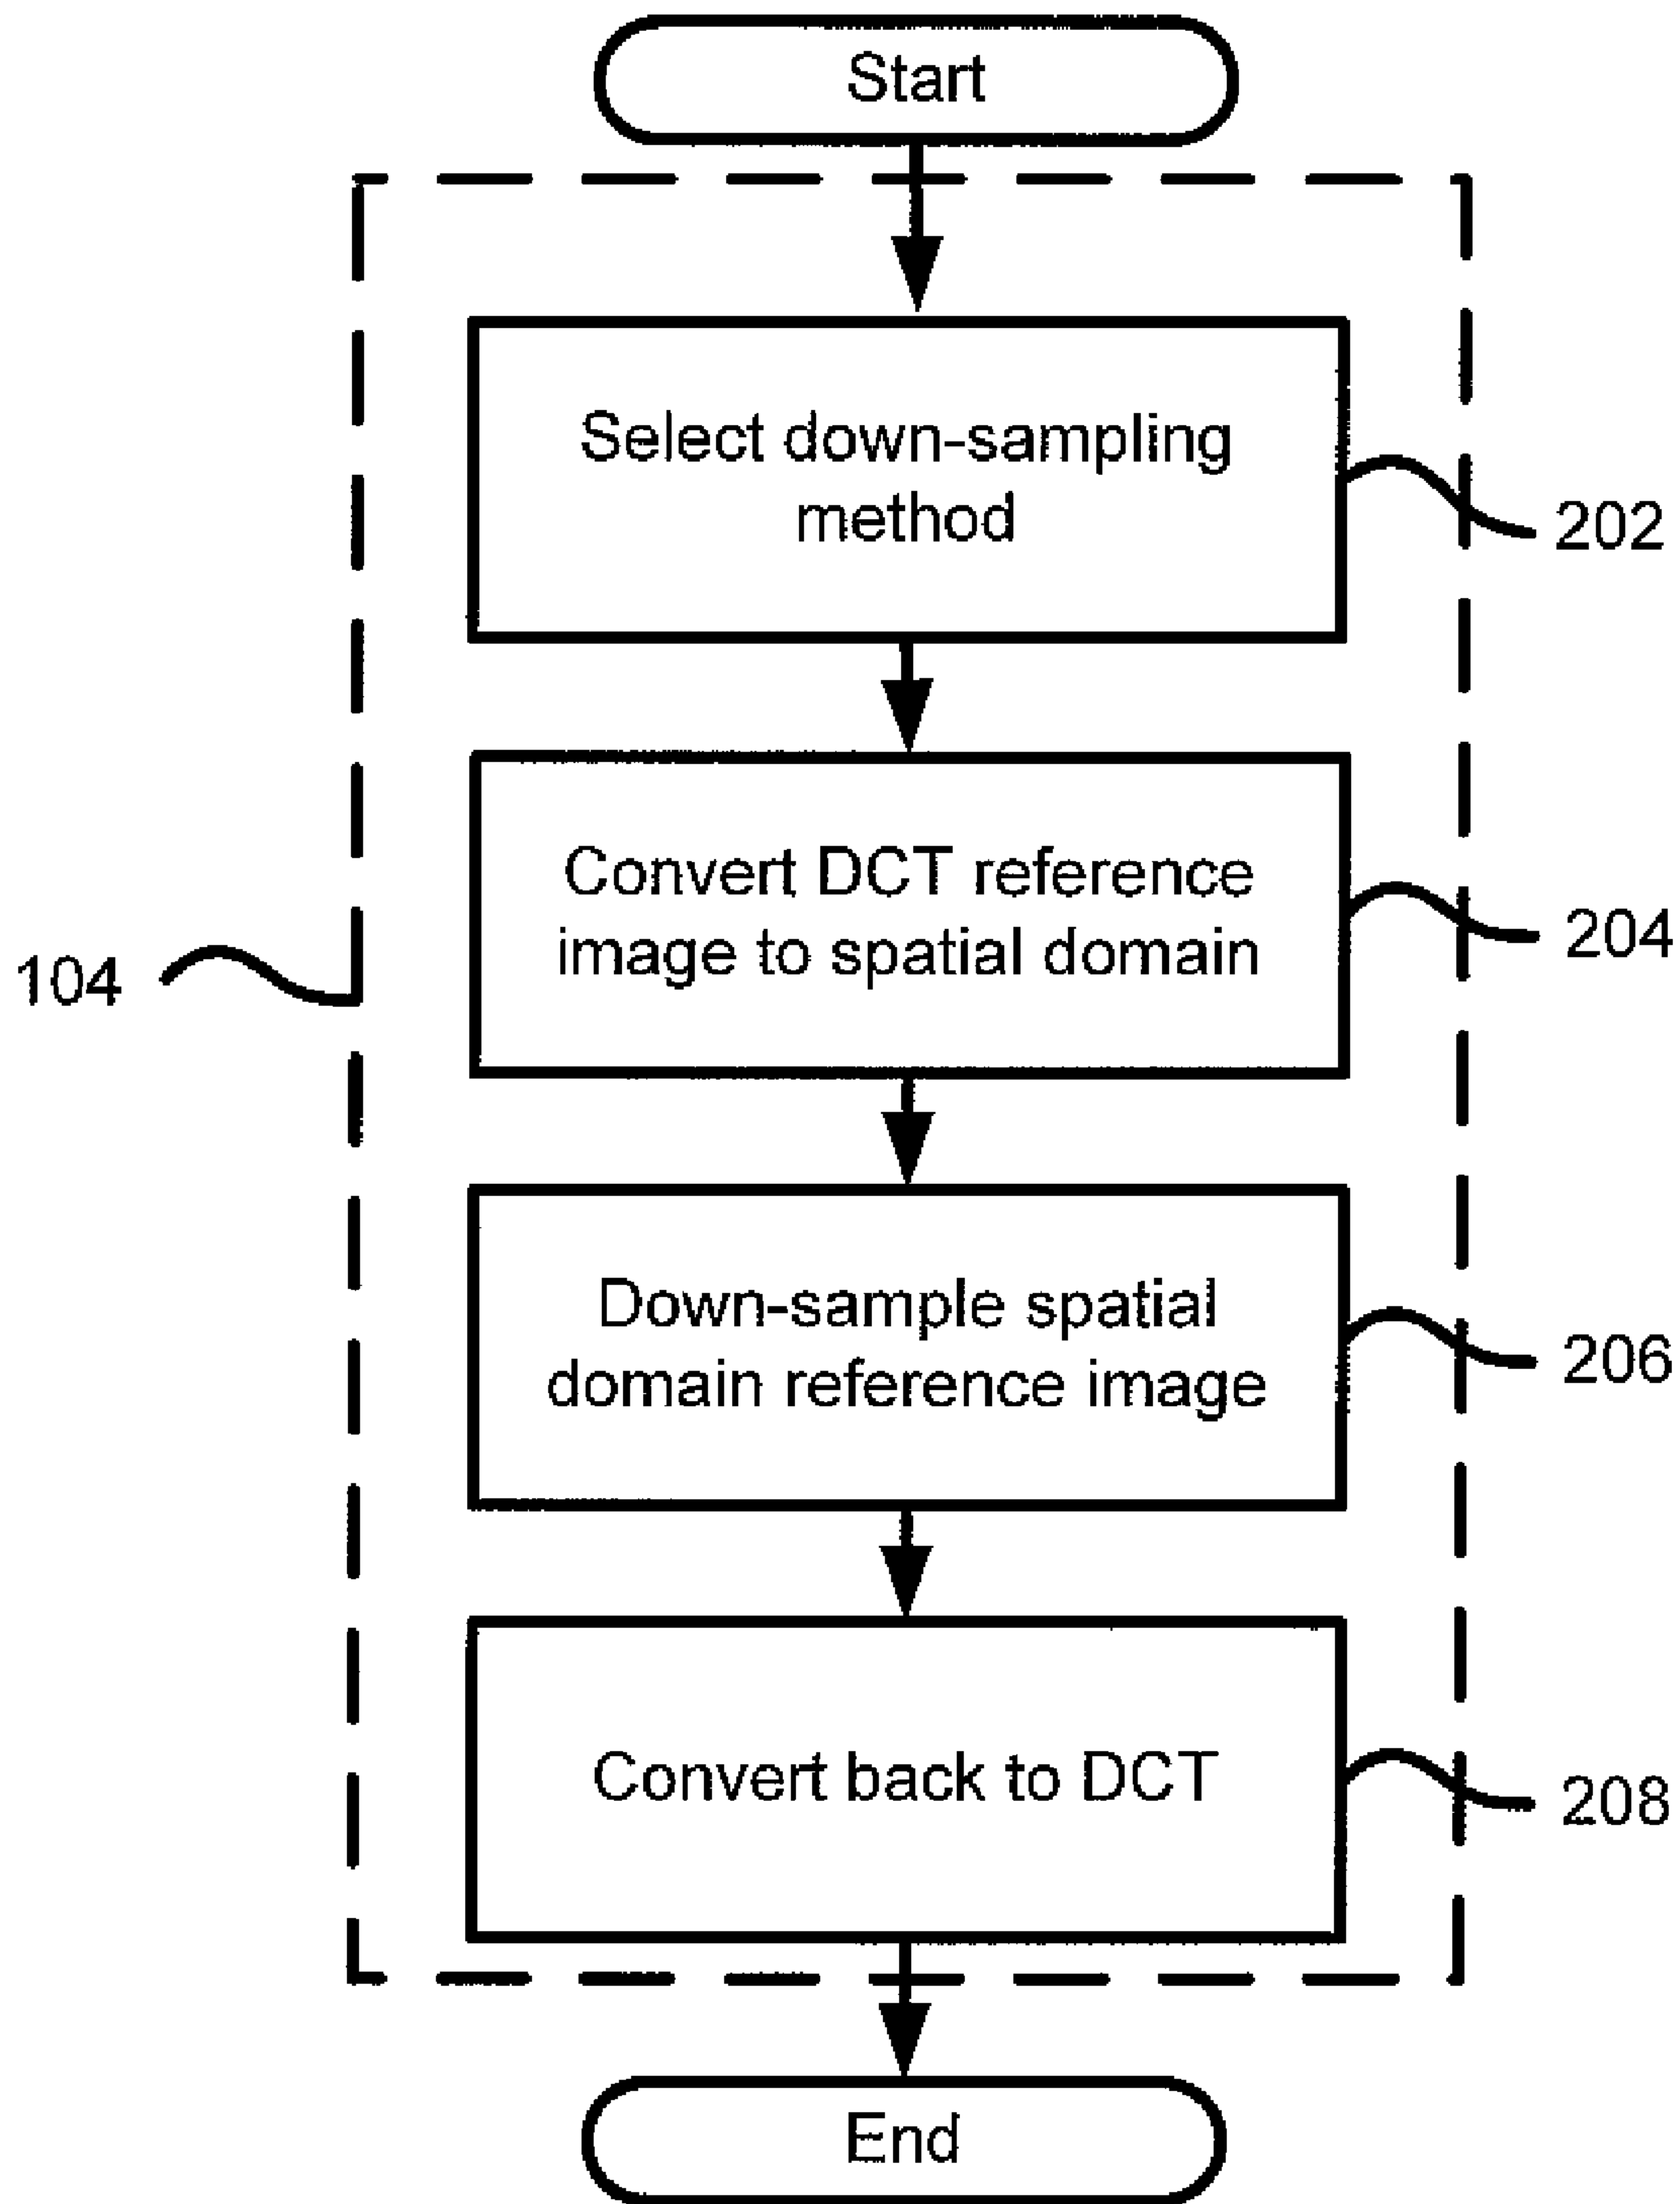 Start
Select down-sampling
method
202
Convert DCT reference
image to spatial domain
204
104
Down-sample spatial
domain reference image
206
Convert back to DCT
208
End